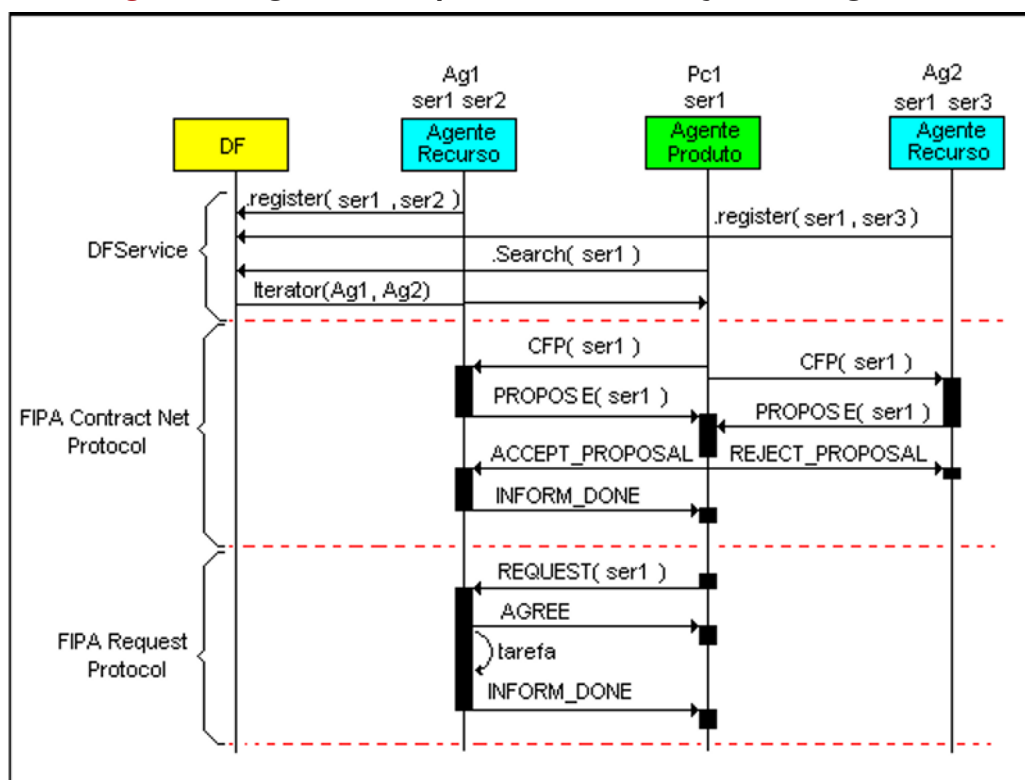 Ag1
ser1 ser2
Pc1
ser1
Ag2
ser1 ser3
DF
Agente
Recurso
Agente
Produto
Agente
Recurso
DFService
.register( ser1 ,ser2 )
.register(ser1 , ser3 )
.Search( ser1 )
Iterator(Ag1, Ag2)
FIPA Contract Net
Protocol
CFP( ser1 )
CFP( ser1 )
PROPOSE( ser1 )
PROPOSE( ser1 )
ACCEPT_PROPOSAL
REJECT_PROPOSAL
INFORM_DONE
FIPA Request
Protocol
REQUEST( ser1 )
AGREE
tarefa
INFORM_DONE